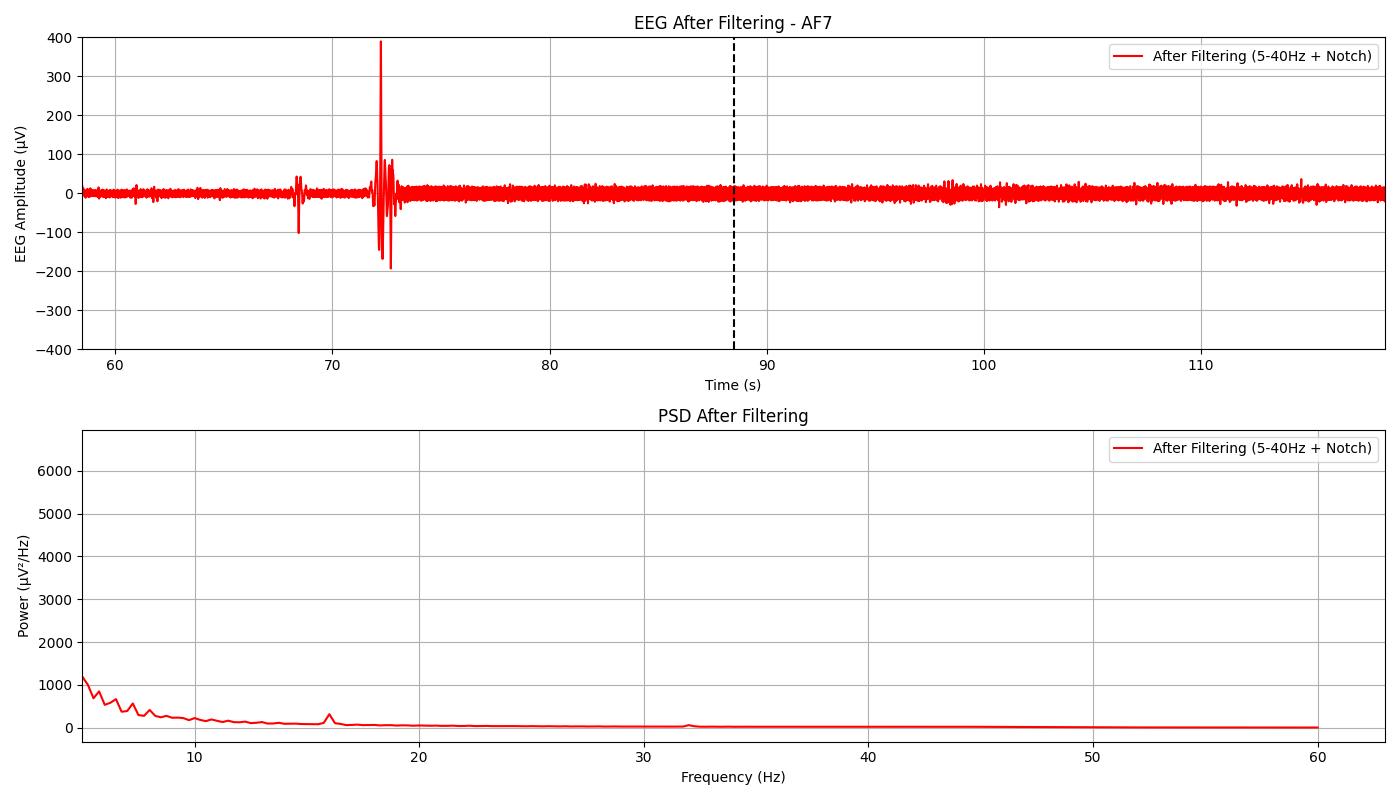 EEG After Filtering - AF7
After Filtering (5-40Hz + Notch)
EEG Amplitude (µV)
400
300
200
100
0
−100
−200
−300
−400
60 70 80 90 100 110
Time (s)
PSD After Filtering
After Filtering (5-40Hz + Notch)
Power (µV²/Hz)
6000
5000
4000
3000
2000
1000
0
10 20 30 40 50 60
Frequency (Hz)